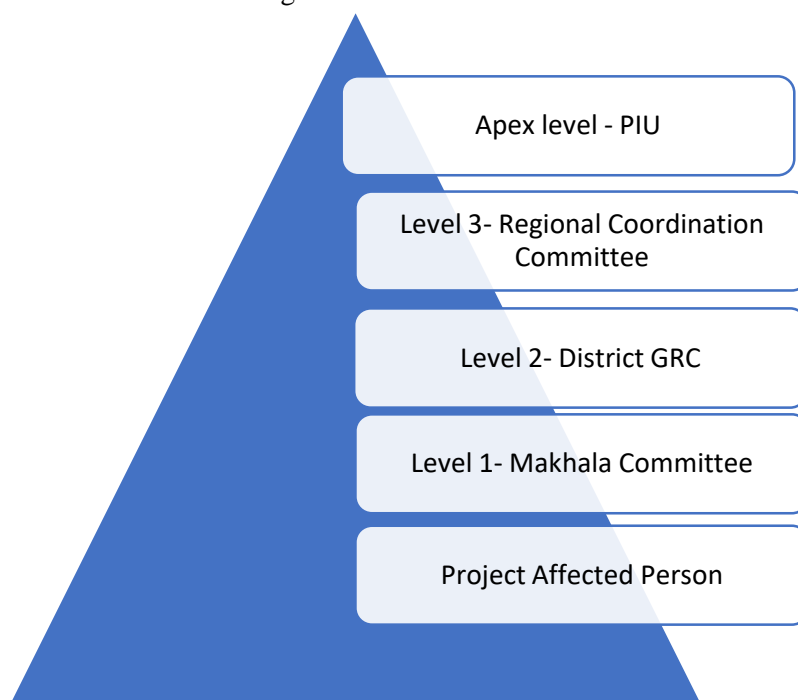 Apex level - PIU
Level 3- Regional Coordination
Committee
Level 2- District GRC
Level 1- Makhala Committee
Project Affected Person